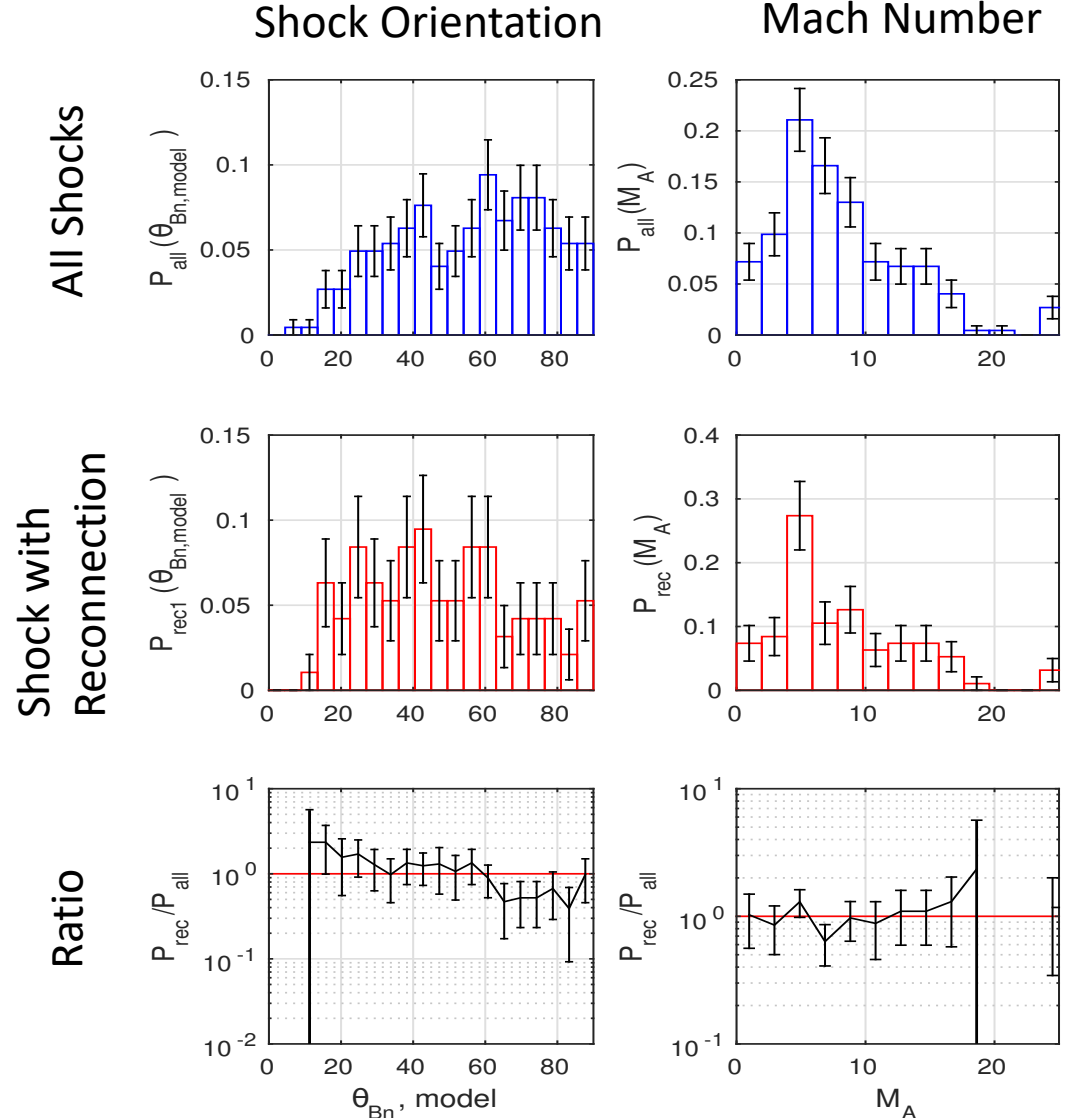 Shock Orientation
Mach Number
All Shocks
P_all (θ_Bn,model)
0.15
0.1
0.05
0
0 20 40 60 80
P_all (M_A)
0.25
0.2
0.15
0.1
0.05
0
0 10 20
Shock with
Reconnection
P_rec1 (θ_Bn,model)
0.15
0.1
0.05
0
0 20 40 60 80
P_rec (M_A)
0.4
0.3
0.2
0.1
0
0 10 20
Ratio
P_rec /P_all
10^1
10^0
10^-1
10^-2
20 40 60 80
θ_Bn, model
P_rec /P_all
10^1
10^0
10^-1
0 10 20
M_A